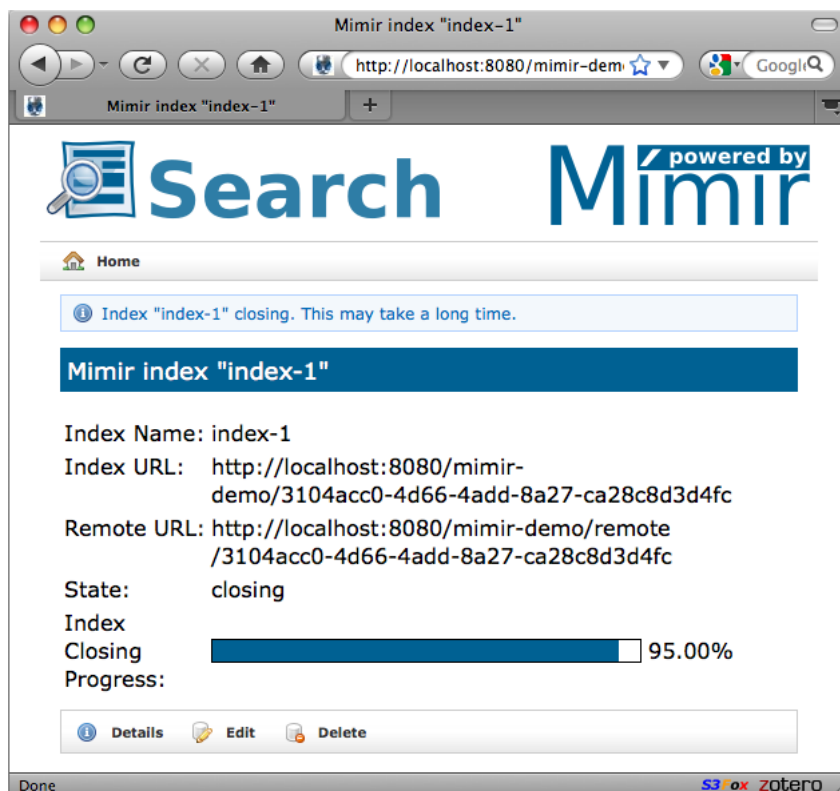 Mimir index "index-1"
http://localhost:8080/mimir-dem
Googl
Mimir index "index-1"
Search
powered by
Mimir
Home
Index "index-1" closing. This may take a long time.
Mimir index "index-1"
Index Name: index-1
Index URL: http://localhost:8080/mimir-
demo/3104acc0-4d66-4add-8a27-ca28c8d3d4fc
Remote URL: http://localhost:8080/mimir-demo/remote
/3104acc0-4d66-4add-8a27-ca28c8d3d4fc
State: closing
Index
Closing 95.00%
Progress:
Details Edit Delete
Done S3Fox zotero